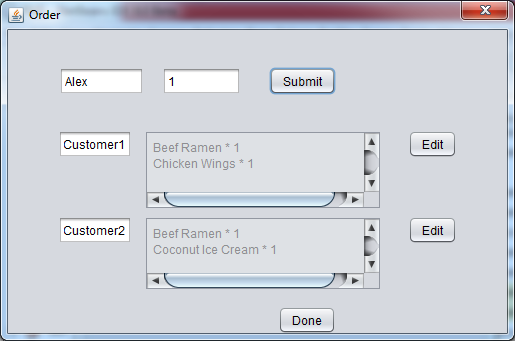 Order
Alex 1 Submit
Customer1
Beef Ramen * 1
Chicken Wings * 1
Edit
Customer2
Beef Ramen * 1
Coconut Ice Cream * 1
Edit
Done